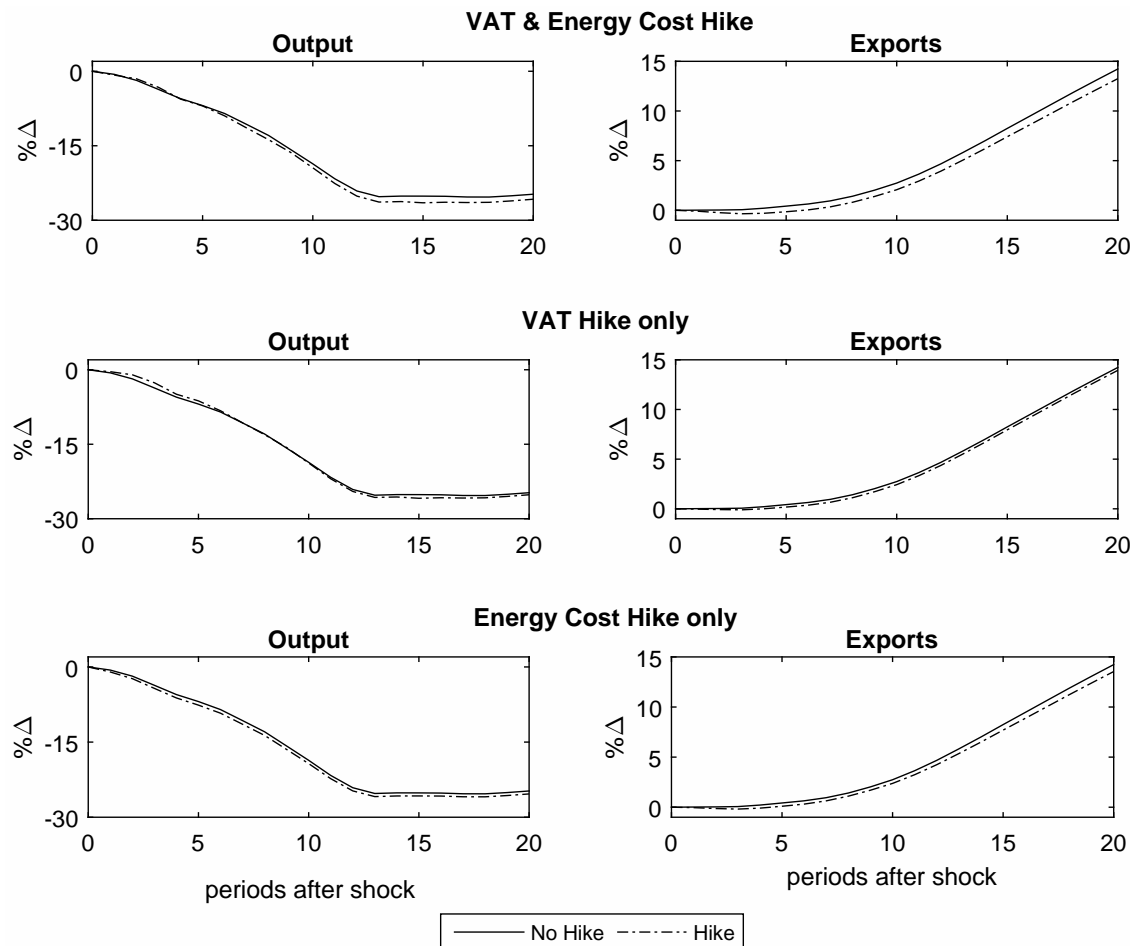 VAT & Energy Cost Hike
Output
Exports
%Δ
0
-15
-30
0 5 10 15 20
%Δ
15
10
5
0
0 5 10 15 20
VAT Hike only
Output
Exports
%Δ
0
-15
-30
0 5 10 15 20
%Δ
15
10
5
0
0 5 10 15 20
Energy Cost Hike only
Output
Exports
%Δ
0
-15
-30
0 5 10 15 20
periods after shock
%Δ
15
10
5
0
0 5 10 15 20
periods after shock
No Hike Hike